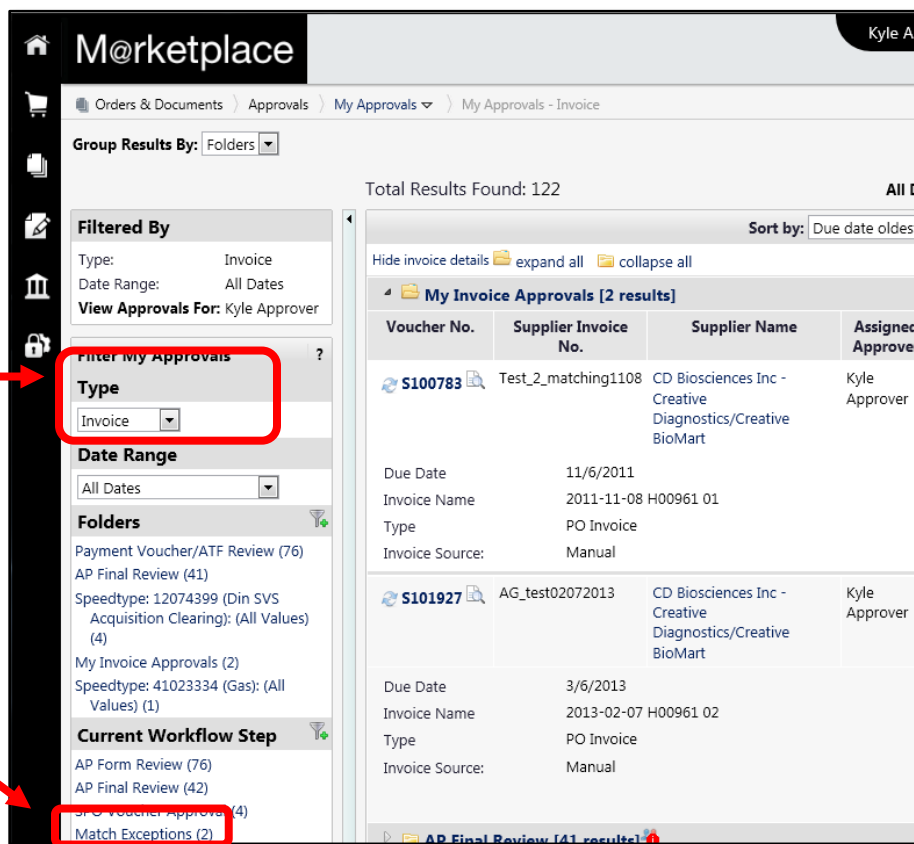 M@rketplace
Kyle A
Orders & Documents
Approvals
My Approvals
My Approvals - Invoice
Group Results By: Folders
Total Results Found: 122
All D
Filtered By
Type: Invoice
Date Range: All Dates
View Approvals For: Kyle Approver
Filter My Approvals ?
Type
Invoice
Date Range
All Dates
Folders
Payment Voucher/ATF Review (76)
AP Final Review (41)
Speedtype: 12074399 (Din SVS
Acquisition Clearing): (All Values)
(4)
My Invoice Approvals (2)
Speedtype: 41023334 (Gas): (All
Values) (1)
Current Workflow Step
AP Form Review (76)
AP Final Review (42)
SPO Voucher Approval (4)
Match Exceptions (2)
Sort by: Due date oldes
Hide invoice details expand all collapse all
My Invoice Approvals [2 results]
Voucher No. Supplier Invoice Supplier Name Assigned
No. Approve
S100783 Test_2_matching1108 CD Biosciences Inc - Kyle
Creative Approver
Diagnostics/Creative
BioMart
Due Date 11/6/2011
Invoice Name 2011-11-08 H00961 01
Type PO Invoice
Invoice Source: Manual
S101927 AG_test02072013 CD Biosciences Inc - Kyle
Creative Approver
Diagnostics/Creative
BioMart
Due Date 3/6/2013
Invoice Name 2013-02-07 H00961 02
Type PO Invoice
Invoice Source: Manual
AP Final Review [41 results]